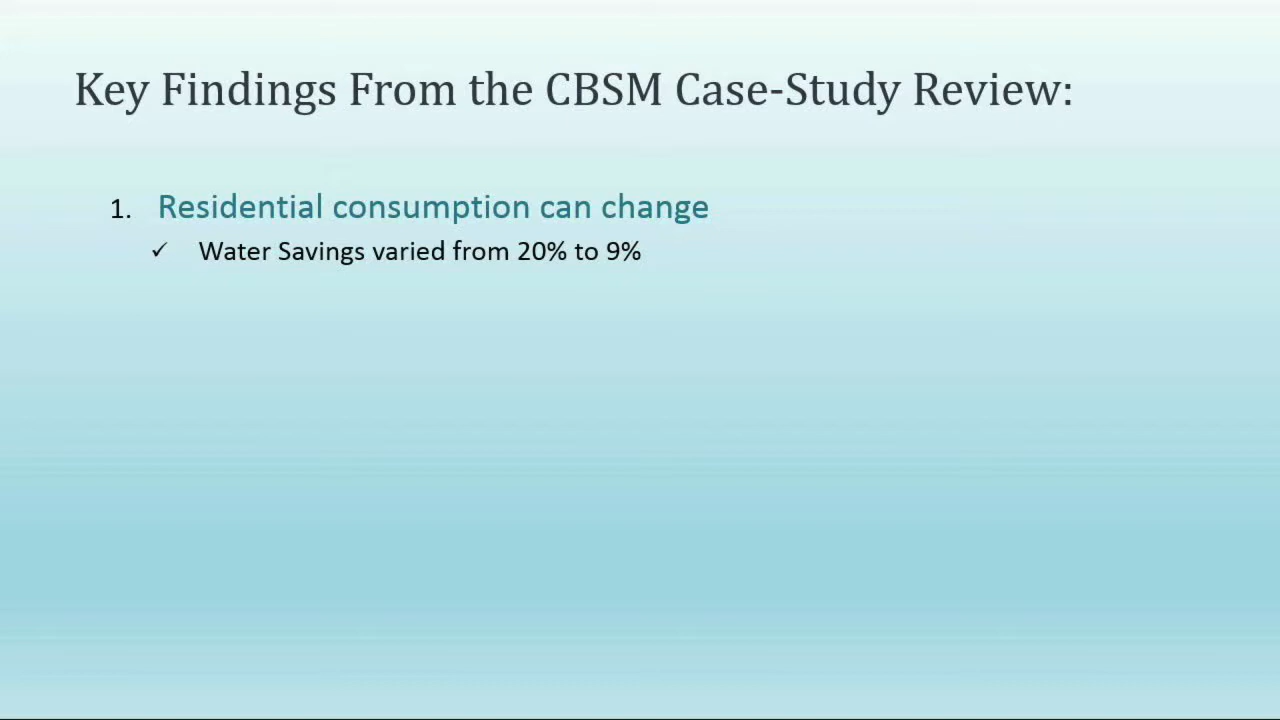 Key Findings From the CBSM Case-Study Review:
1. Residential consumption can change
✓ Water Savings varied from 20% to 9%